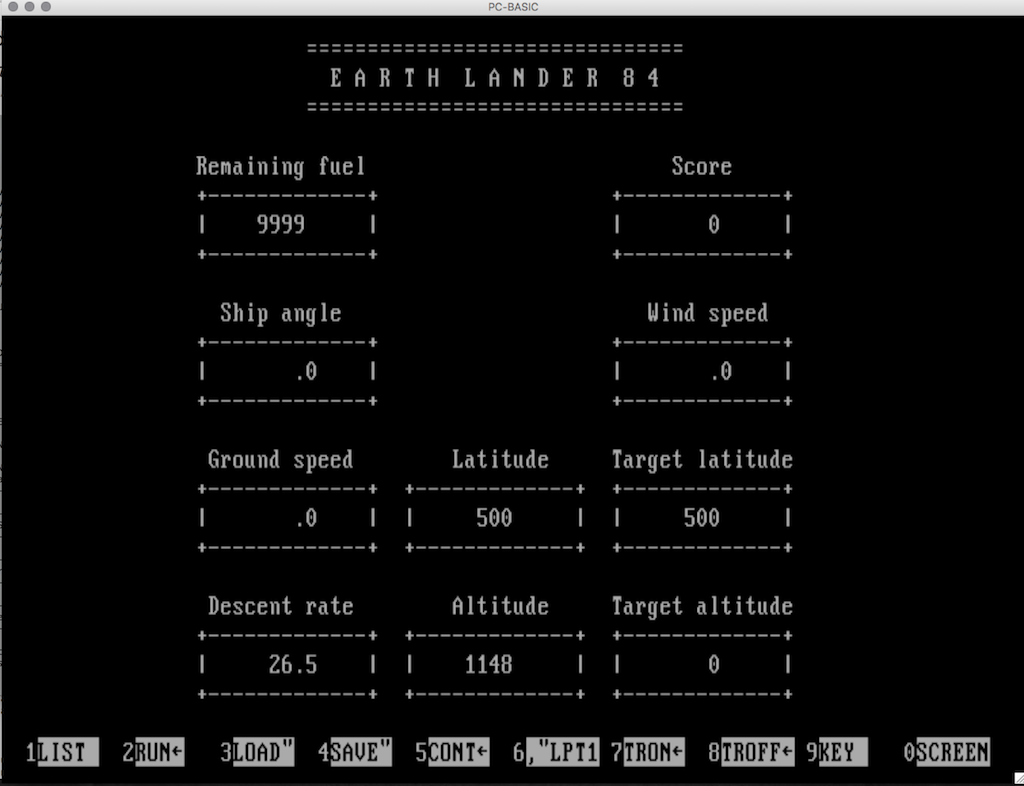 PC-BASIC
===============================
E A R T H  L A N D E R  8 4
===============================
Remaining fuel Score
+-------------+ +-------------+
| 9999 | | 0 |
+-------------+ +-------------+
Ship angle Wind speed
+-------------+ +-------------+
| .0 | | .0 |
+-------------+ +-------------+
Ground speed Latitude Target latitude
+-------------+ +-------------+ +-------------+
| .0 | | 500 | | 500 |
+-------------+ +-------------+ +-------------+
Descent rate Altitude Target altitude
+-------------+ +-------------+ +-------------+
| 26.5 | | 1148 | | 0 |
+-------------+ +-------------+ +-------------+
1LIST 2RUN← 3LOAD" 4SAVE" 5CONT← 6,"LPT1 7TRON← 8TROFF← 9KEY 0SCREEN